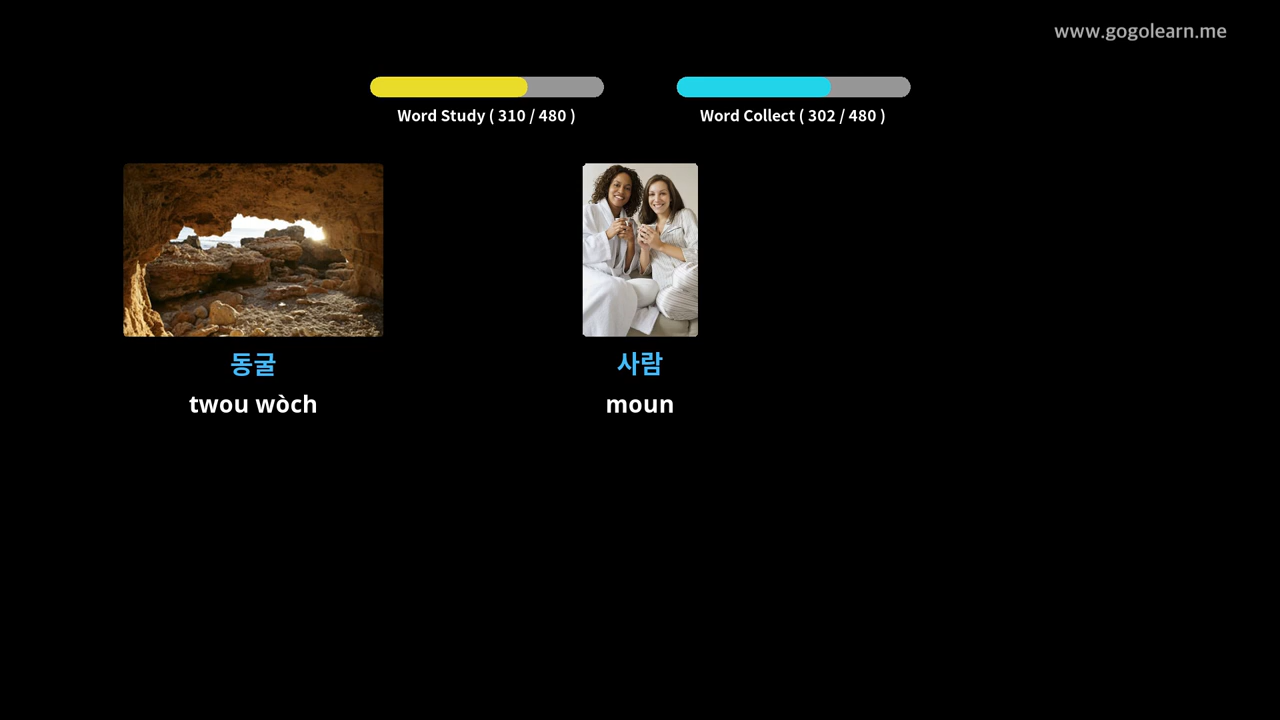 www.gogolearn.me
Word Study ( 310 / 480 )
Word Collect ( 302 / 480 )
동굴
twou wòch
사람
moun